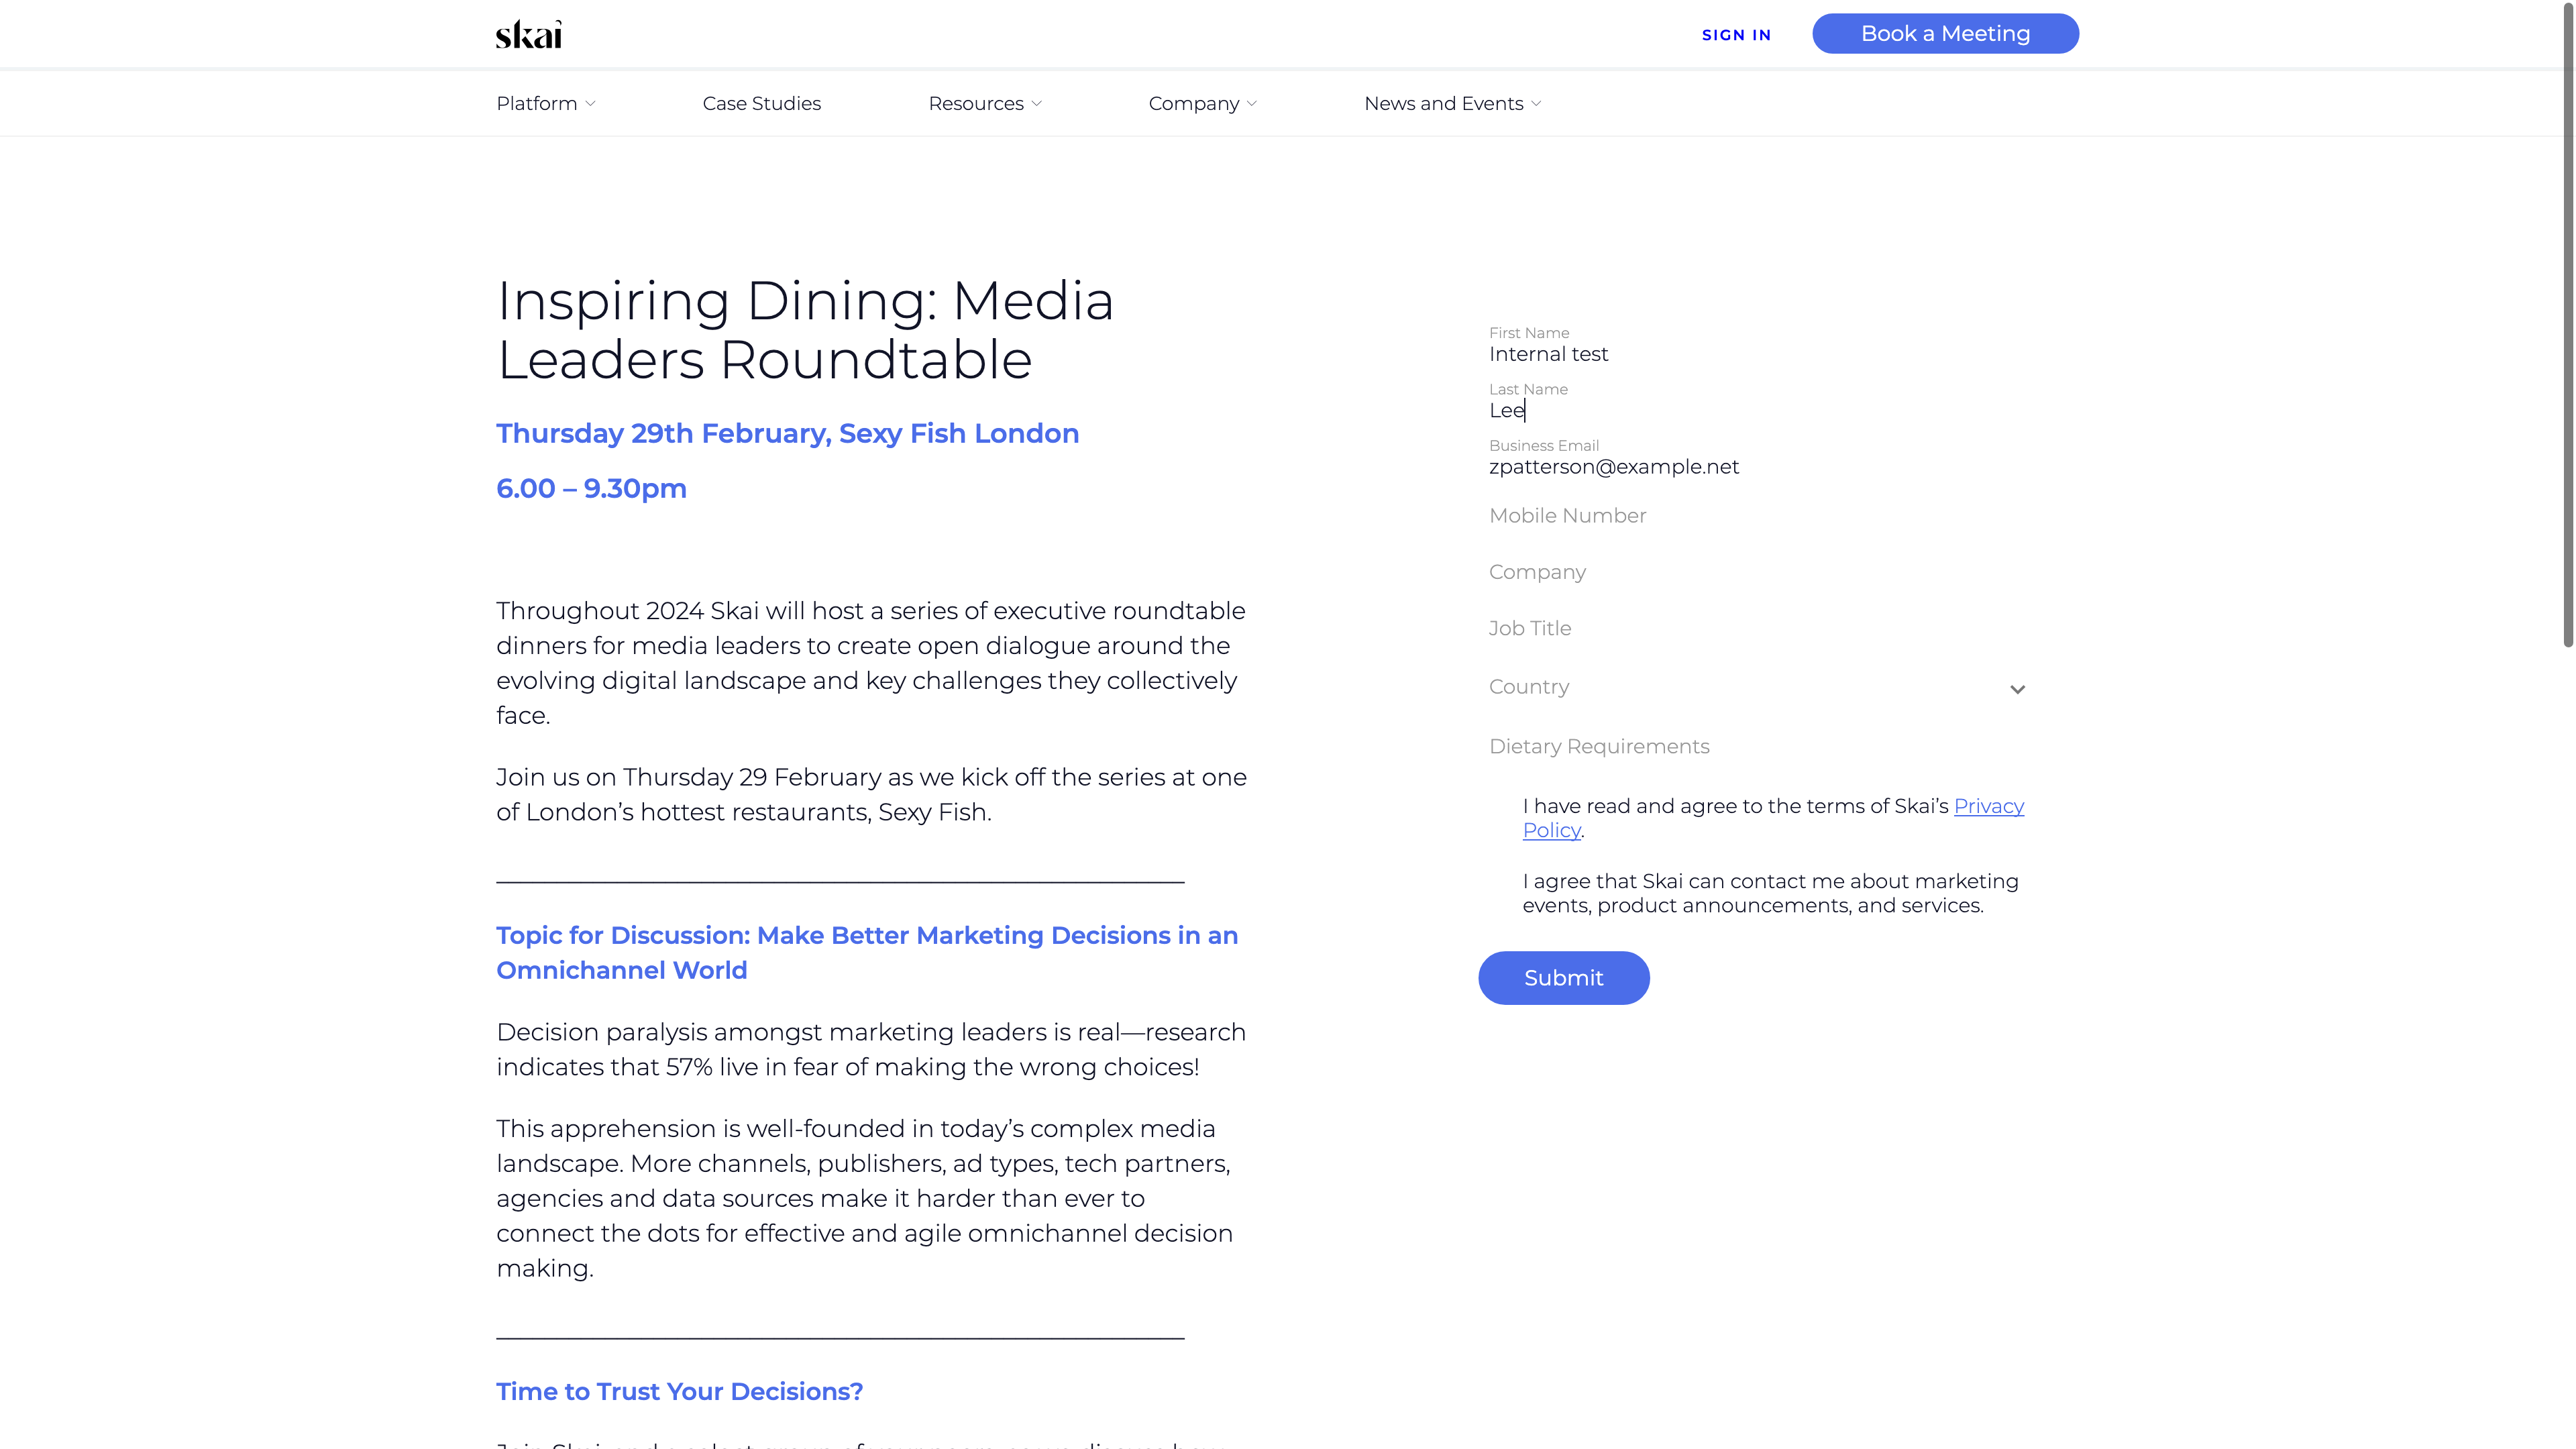 skai
SIGN IN
Book a Meeting
Platform
Case Studies
Resources
Company
News and Events
Inspiring Dining: Media
Leaders Roundtable
Thursday 29th February, Sexy Fish London
6.00 – 9.30pm
Throughout 2024 Skai will host a series of executive roundtable
dinners for media leaders to create open dialogue around the
evolving digital landscape and key challenges they collectively
face.
Join us on Thursday 29 February as we kick off the series at one
of London’s hottest restaurants, Sexy Fish.
Topic for Discussion: Make Better Marketing Decisions in an
Omnichannel World
Decision paralysis amongst marketing leaders is real—research
indicates that 57% live in fear of making the wrong choices!
This apprehension is well-founded in today’s complex media
landscape. More channels, publishers, ad types, tech partners,
agencies and data sources make it harder than ever to
connect the dots for effective and agile omnichannel decision
making.
Time to Trust Your Decisions?
First Name
Internal test
Last Name
Lee
Business Email
zpatterson@example.net
Mobile Number
Company
Job Title
Country
Dietary Requirements
I have read and agree to the terms of Skai’s Privacy
Policy.
I agree that Skai can contact me about marketing
events, product announcements, and services.
Submit